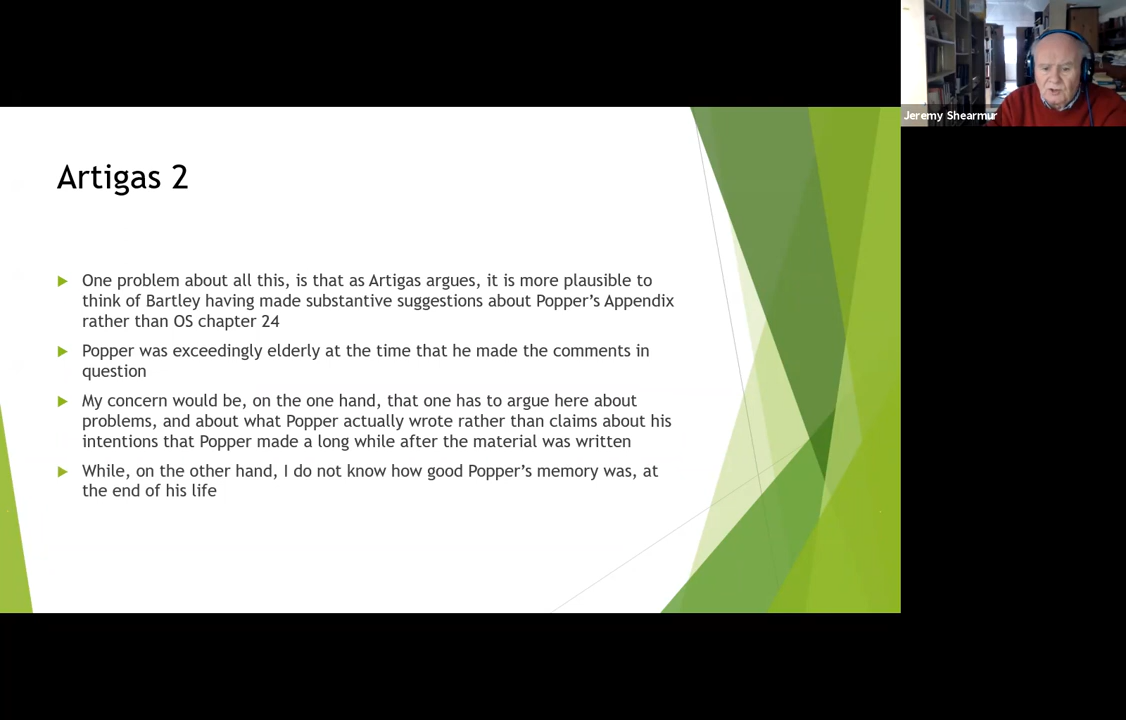 Jeremy Shearmur
Artigas 2
One problem about all this, is that as Artigas argues, it is more plausible to
think of Bartley having made substantive suggestions about Popper’s Appendix
rather than OS chapter 24
Popper was exceedingly elderly at the time that he made the comments in
question
My concern would be, on the one hand, that one has to argue here about
problems, and about what Popper actually wrote rather than claims about his
intentions that Popper made a long while after the material was written
While, on the other hand, I do not know how good Popper’s memory was, at
the end of his life